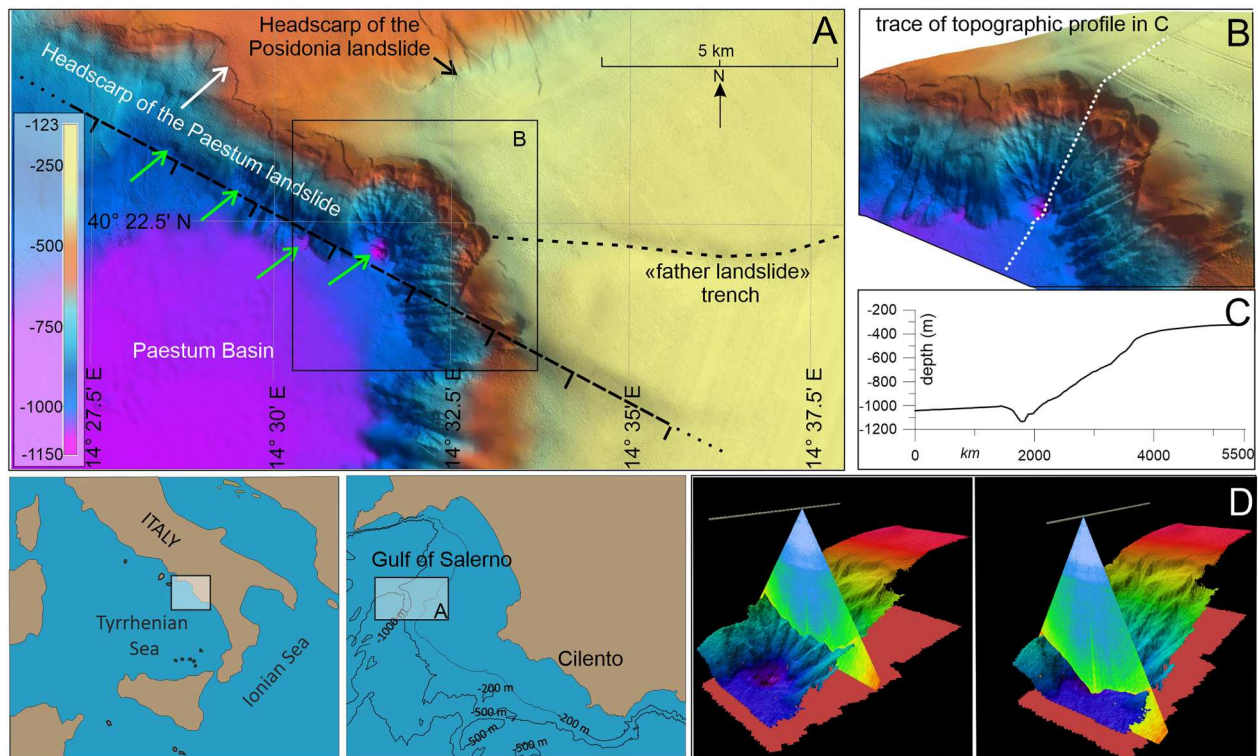 Headscarp of the
Posidonia landslide
A
5 km
N
Headscarp of the Paestum landslide
B
-123
-250
-500
-750
-1000
-1150
40° 22.5' N
«father landslide»
trench
Paestum Basin
14° 27.5' E
14° 30' E
14° 32.5' E
14° 35' E
14° 37.5' E
trace of topographic profile in C
B
C
-200
-400
-600
-800
-1000
-1200
depth (m)
0
km
2000
4000
5500
ITALY
Tyrrhenian
Sea
Ionian Sea
Gulf of Salerno
A
-1000 m
Cilento
-200 m
-500 m
-500 m
-200 m
-500 m
D